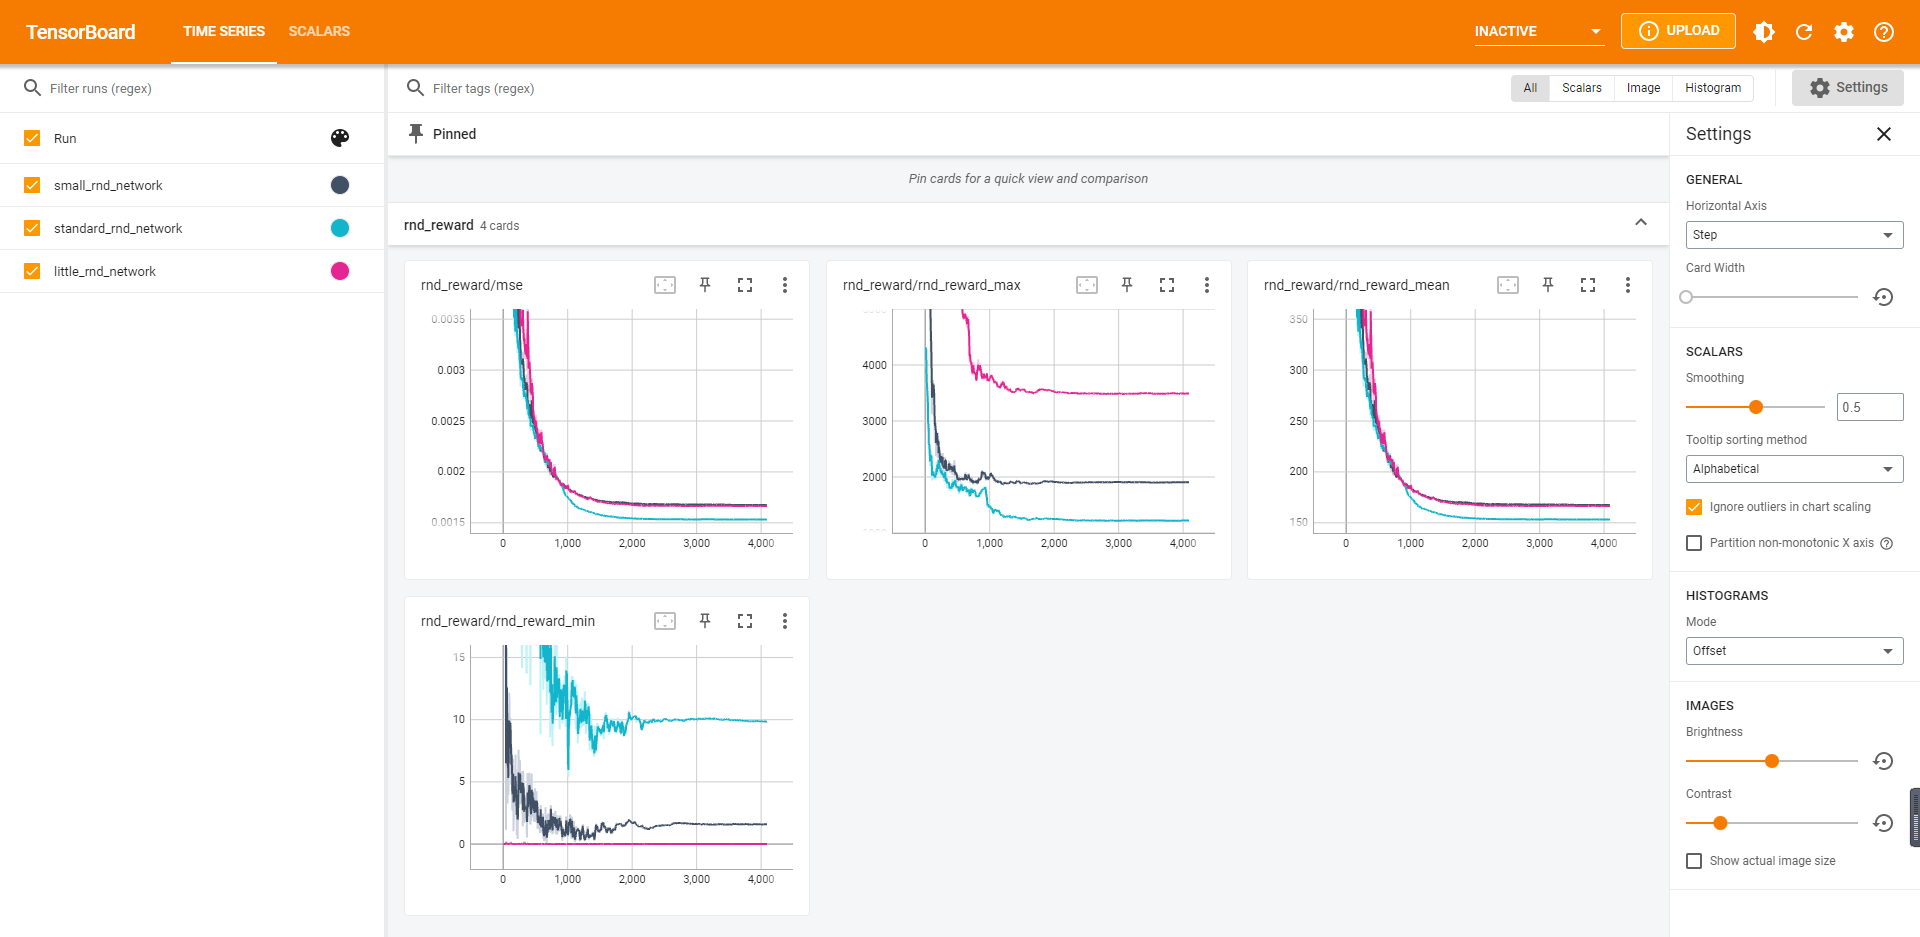 TensorBoard
TIME SERIES
SCALARS
INACTIVE
UPLOAD
Filter runs (regex)
Filter tags (regex)
All
Scalars
Image
Histogram
Settings
Run
small_rnd_network
standard_rnd_network
little_rnd_network
Pinned
Pin cards for a quick view and comparison
rnd_reward 4 cards
rnd_reward/mse
0.0035
0.003
0.0025
0.002
0.0015
0 1,000 2,000 3,000 4,000
rnd_reward/rnd_reward_max
4000
3000
2000
0 1,000 2,000 3,000 4,000
rnd_reward/rnd_reward_mean
350
300
250
200
150
0 1,000 2,000 3,000 4,000
rnd_reward/rnd_reward_min
15
10
5
0
0 1,000 2,000 3,000 4,000
Settings
GENERAL
Horizontal Axis
Step
Card Width
SCALARS
Smoothing
0.5
Tooltip sorting method
Alphabetical
Ignore outliers in chart scaling
Partition non-monotonic X axis
HISTOGRAMS
Mode
Offset
IMAGES
Brightness
Contrast
Show actual image size